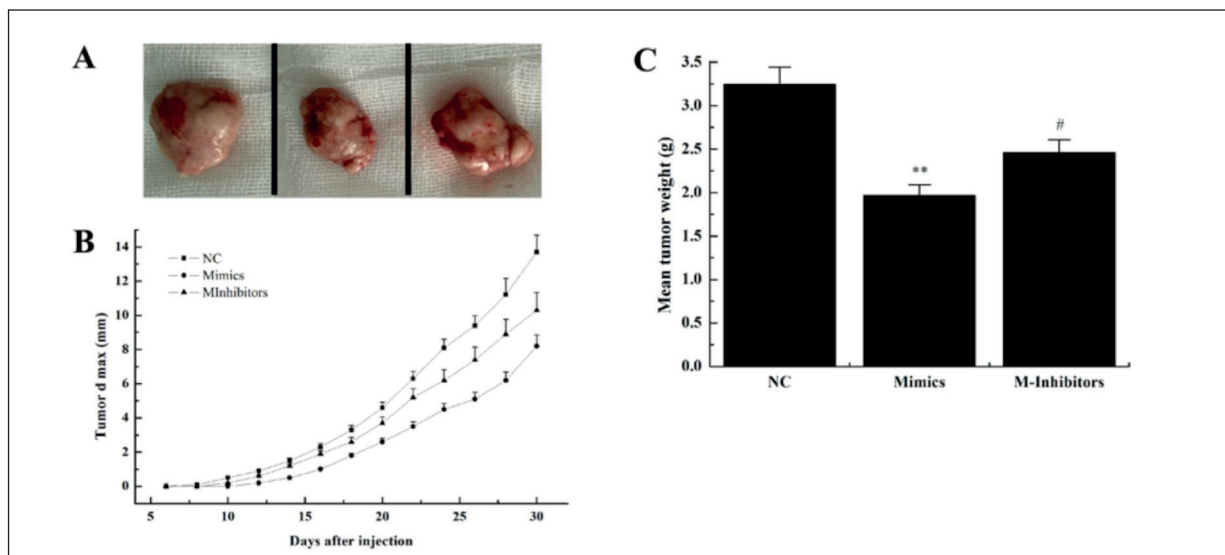 A
B
14
12
10
8
6
4
2
0
Tumor d max (mm)
NC
Mimics
MInhibitors
5
10
15
20
25
30
Days after injection
C
3.5
3.0
2.5
2.0
1.5
1.0
0.5
0.0
Mean tumor weight (g)
**
#
NC
Mimics
M-Inhibitors